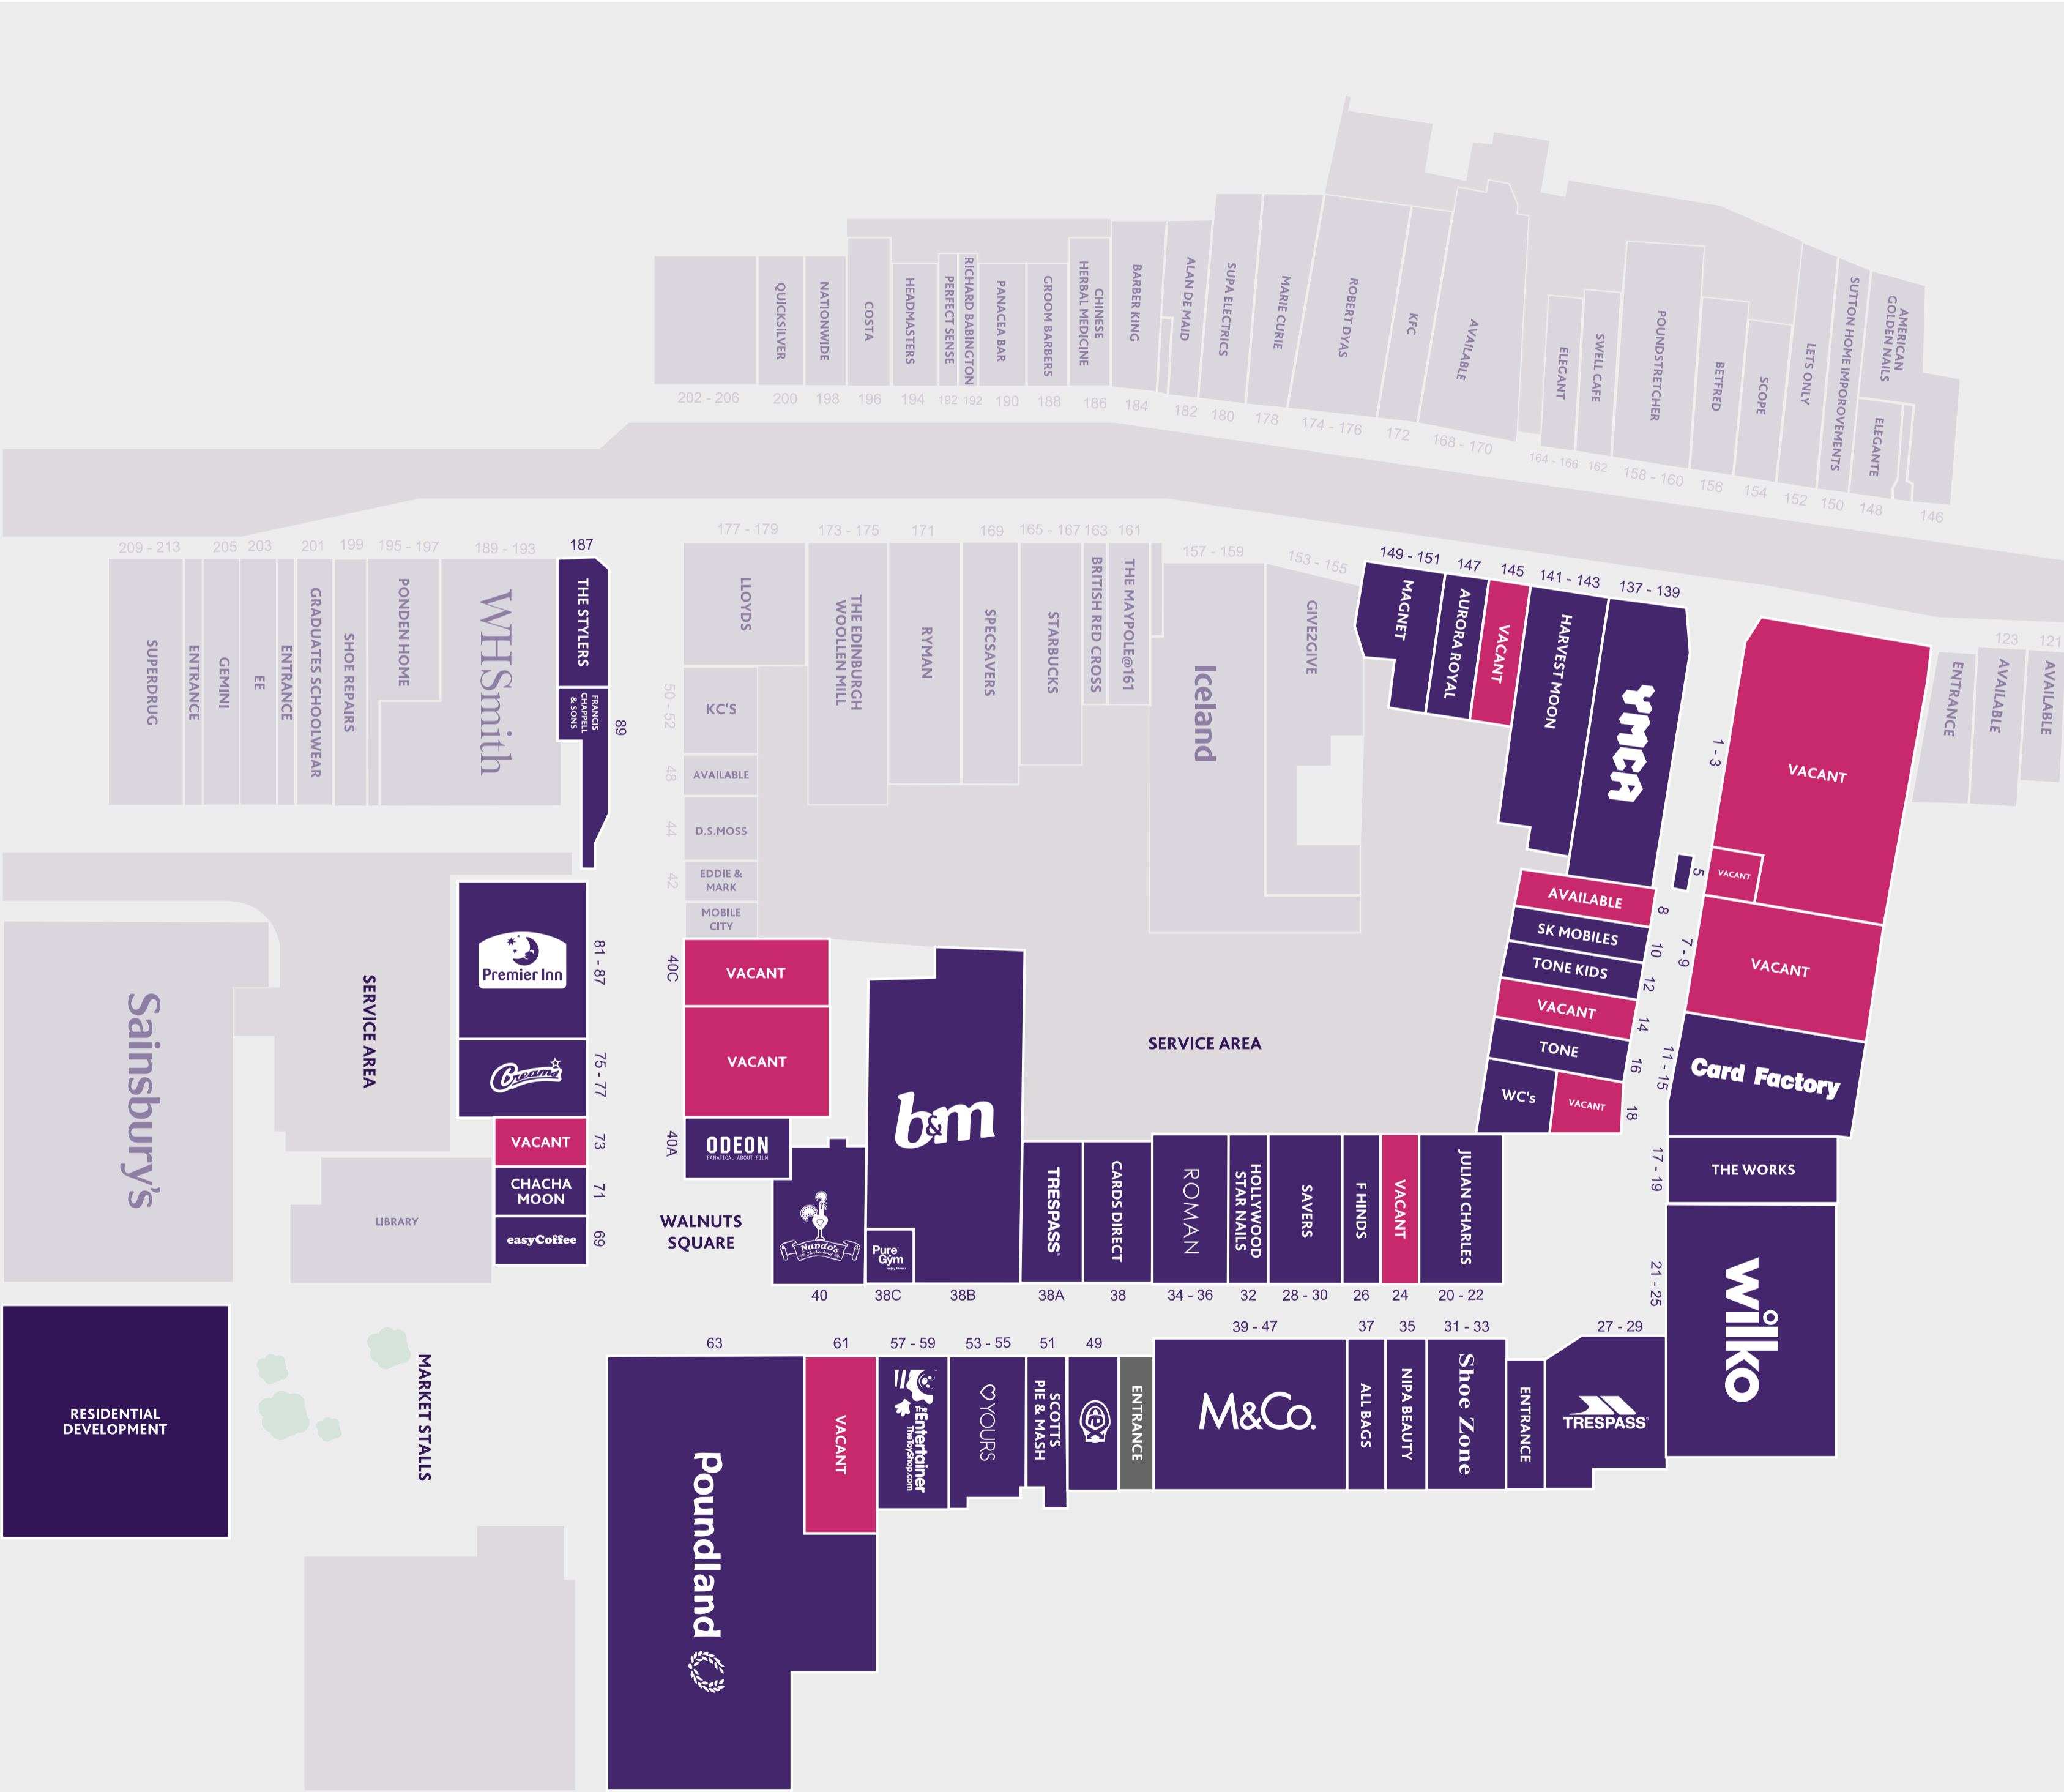 QUICKSILVER
NATIONWIDE
COSTA
HEADMASTERS
PERFECT SENSE
RICHARD BABINGTON
PANACEA BAR
GROOM BARBERS
CHINESE
HERBAL MEDICINE
BARBER KING
ALAN DE MAID
SUPA ELECTRICS
MARIE CURIE
ROBERT DYAS
KFC
AVAILABLE
ELEGANT
SWELL CAFE
POUNDSTRETCHER
BETFRED
SCOPE
LETS ONLY
SUTTON HOME IMPOROVEMENTS
AMERICAN
GOLDEN NAILS
ELEGANTE
202 - 206
200
198
196
194
192
192
190
188
186
184
182
180
178
174 - 176
172
168 - 170
164 - 166
162
158 - 160
156
154
152
150
148
146
209 - 213
205
203
201
199
195 - 197
189 - 193
187
177 - 179
173 - 175
171
169
165 - 167
163
161
157 - 159
153 - 155
149 - 151
147
145
141 - 143
137 - 139
123
121
SUPERDRUG
ENTRANCE
GEMINI
EE
ENTRANCE
GRADUATES SCHOOLWEAR
SHOE REPAIRS
PONDEN HOME
WHSmith
THE STYLERS
FRANCIS
CHAPPELL
& SONS
89
LLOYDS
THE EDINBURGH
WOOLLEN MILL
RYMAN
SPECSAVERS
STARBUCKS
BRITISH RED CROSS
THE MAYPOLE@161
Iceland
GIVE2GIVE
MAGNET
AURORA ROYAL
VACANT
HARVEST MOON
YMCA
1 - 3
VACANT
ENTRANCE
AVAILABLE
AVAILABLE
50 - 52
KC'S
48
AVAILABLE
44
D.S.MOSS
42
EDDIE &
MARK
MOBILE
CITY
5
VACANT
AVAILABLE
8
SK MOBILES
10
TONE KIDS
12
VACANT
14
TONE
16
WC's
VACANT
18
7 - 9
VACANT
11 - 15
Card Factory
17 - 19
THE WORKS
21 - 25
wilko
Sainsbury's
SERVICE AREA
Premier Inn
81 - 87
Creams
75 - 77
VACANT
73
CHACHA
MOON
71
easyCoffee
69
LIBRARY
40C
VACANT
VACANT
40A
ODEON
FANATICAL ABOUT FILM
WALNUTS
SQUARE
Nando's
b&m
PureGym
SERVICE AREA
TRESPASS
CARDS DIRECT
ROMAN
HOLLYWOOD
STAR NAILS
SAVERS
F HINDS
VACANT
JULIAN CHARLES
40
38C
38B
38A
38
34 - 36
32
28 - 30
26
24
20 - 22
63
61
57 - 59
53 - 55
51
49
39 - 47
37
35
31 - 33
27 - 29
RESIDENTIAL
DEVELOPMENT
MARKET STALLS
Poundland
VACANT
The Entertainer
TheToyShop.com
YOURS
SCOTTS
PIE & MASH
CeX
ENTRANCE
M&Co.
ALL BAGS
NIPA BEAUTY
Shoe Zone
ENTRANCE
TRESPASS